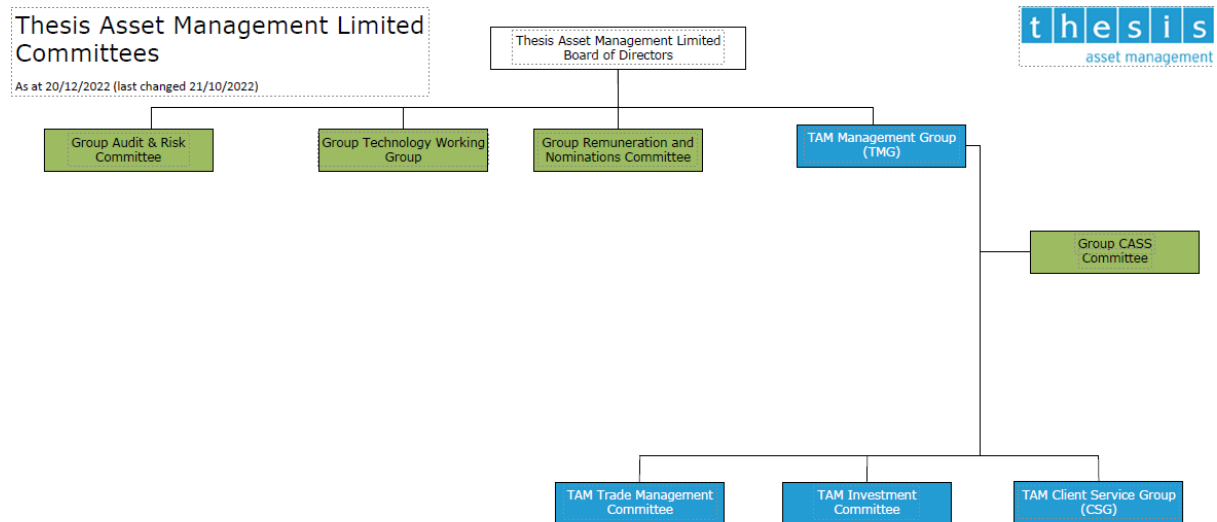 Thesis Asset Management Limited
Committees
As at 20/12/2022 (last changed 21/10/2022)
Thesis Asset Management Limited
Board of Directors
thesis
asset management
Group Audit & Risk
Committee
Group Technology Working
Group
Group Remuneration and
Nominations Committee
TAM Management Group
(TMG)
Group CASS
Committee
TAM Trade Management
Committee
TAM Investment
Committee
TAM Client Service Group
(CSG)